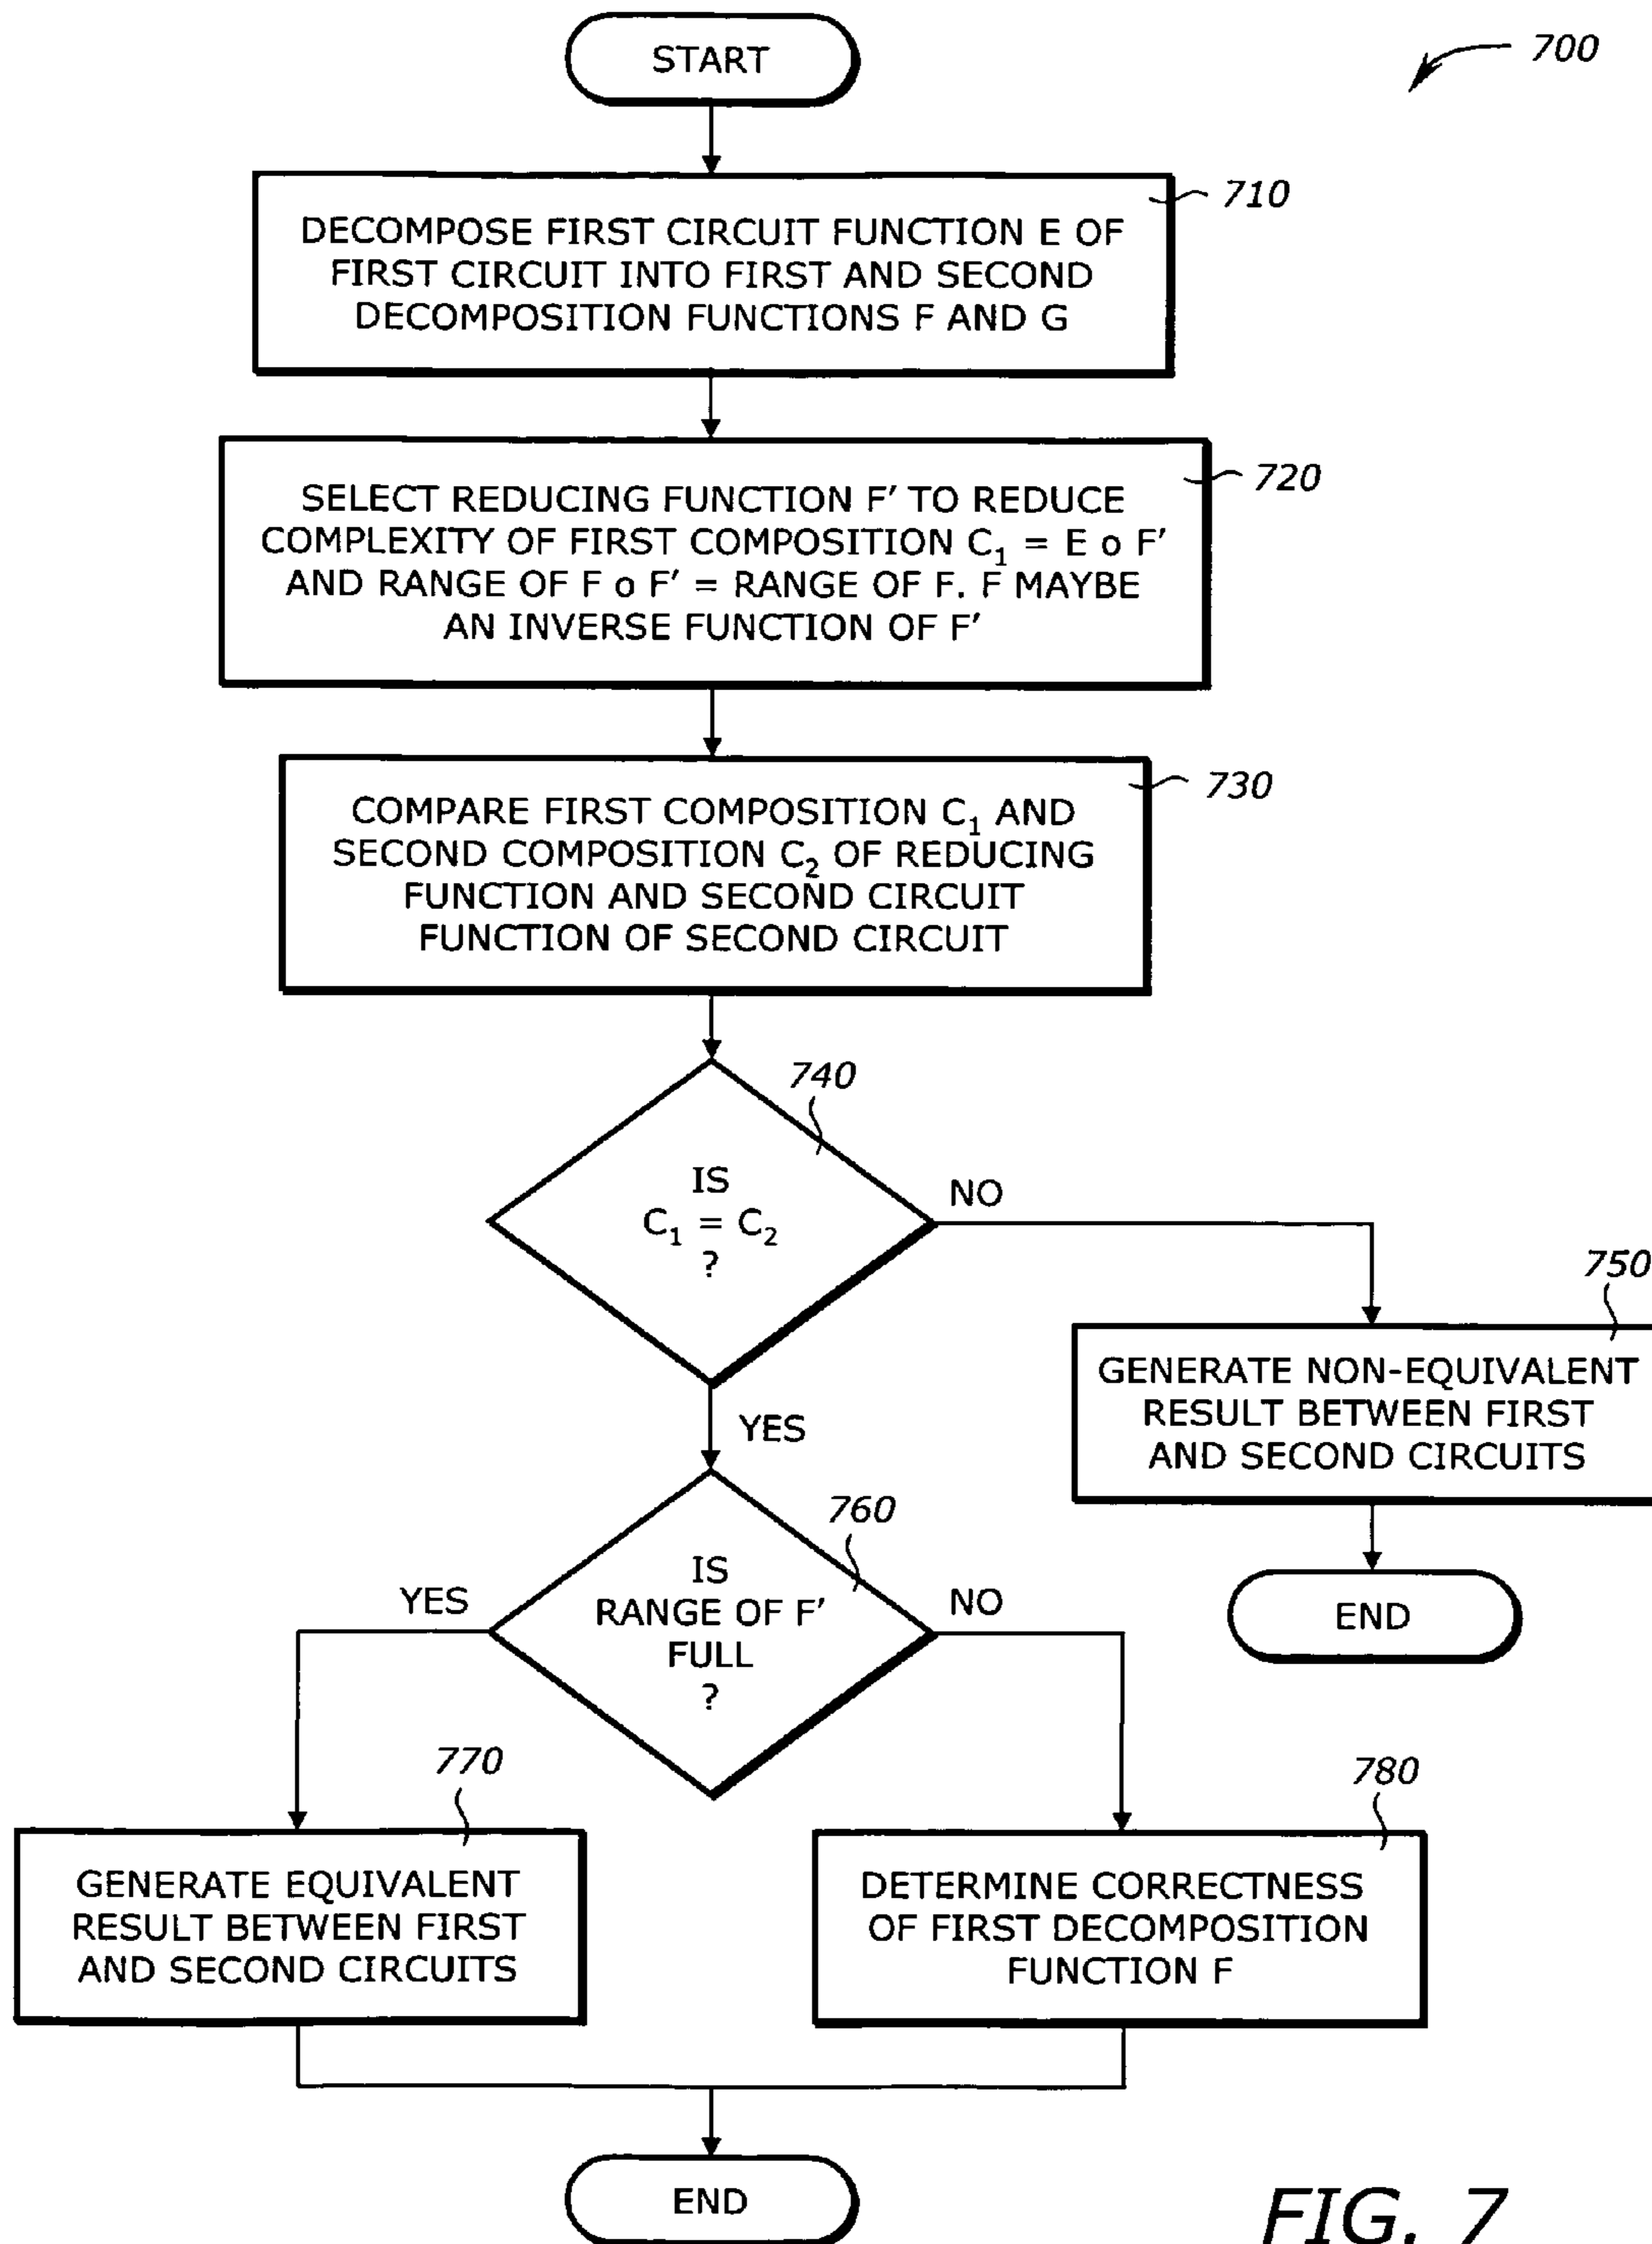 START
700
710
DECOMPOSE FIRST CIRCUIT FUNCTION E OF
FIRST CIRCUIT INTO FIRST AND SECOND
DECOMPOSITION FUNCTIONS F AND G
720
SELECT REDUCING FUNCTION F' TO REDUCE
COMPLEXITY OF FIRST COMPOSITION C₁ = E o F'
AND RANGE OF F o F' = RANGE OF F. F MAYBE
AN INVERSE FUNCTION OF F'
730
COMPARE FIRST COMPOSITION C₁ AND
SECOND COMPOSITION C₂ OF REDUCING
FUNCTION AND SECOND CIRCUIT
FUNCTION OF SECOND CIRCUIT
740
IS
C₁ = C₂
?
NO
YES
750
GENERATE NON-EQUIVALENT
RESULT BETWEEN FIRST
AND SECOND CIRCUITS
END
760
IS
RANGE OF F'
FULL
?
YES
NO
770
GENERATE EQUIVALENT
RESULT BETWEEN FIRST
AND SECOND CIRCUITS
780
DETERMINE CORRECTNESS
OF FIRST DECOMPOSITION
FUNCTION F
END
FIG. 7